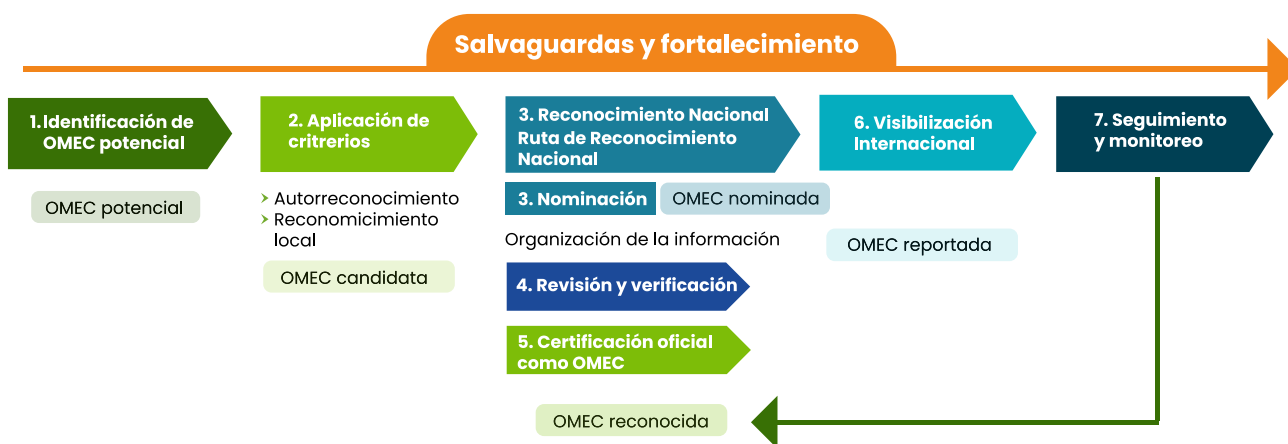 Salvaguardas y fortalecimiento
1. Identificación de
OMEC potencial
OMEC potencial
2. Aplicación de
critrerios
Autorreconocimiento
Reconomicimiento
local
OMEC candidata
3. Reconocimiento Nacional
Ruta de Reconocimiento
Nacional
3. Nominación
OMEC nominada
Organización de la información
4. Revisión y verificación
5. Certificación oficial
como OMEC
OMEC reconocida
6. Visibilización
Internacional
OMEC reportada
7. Seguimiento
y monitoreo